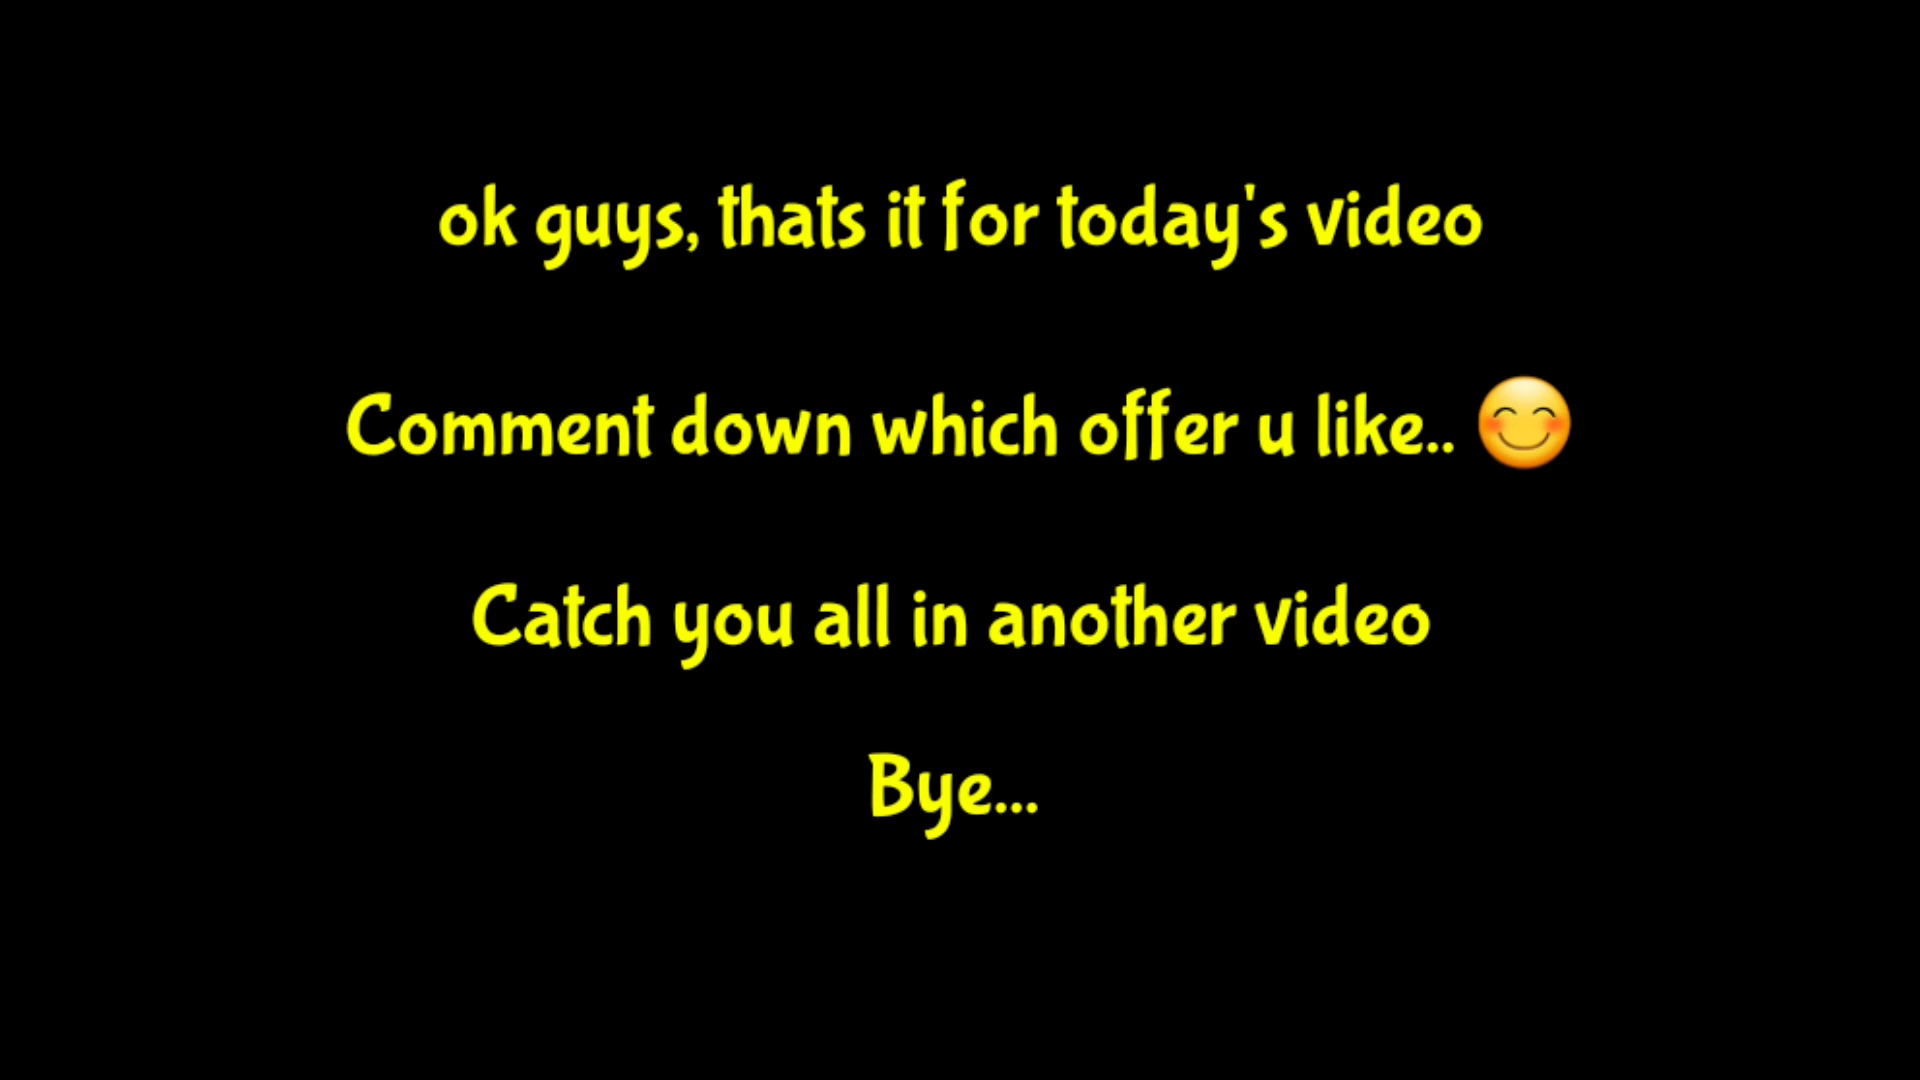 ok guys, thats it for today's video
Comment down which offer u like.. 😊
Catch you all in another video
Bye...